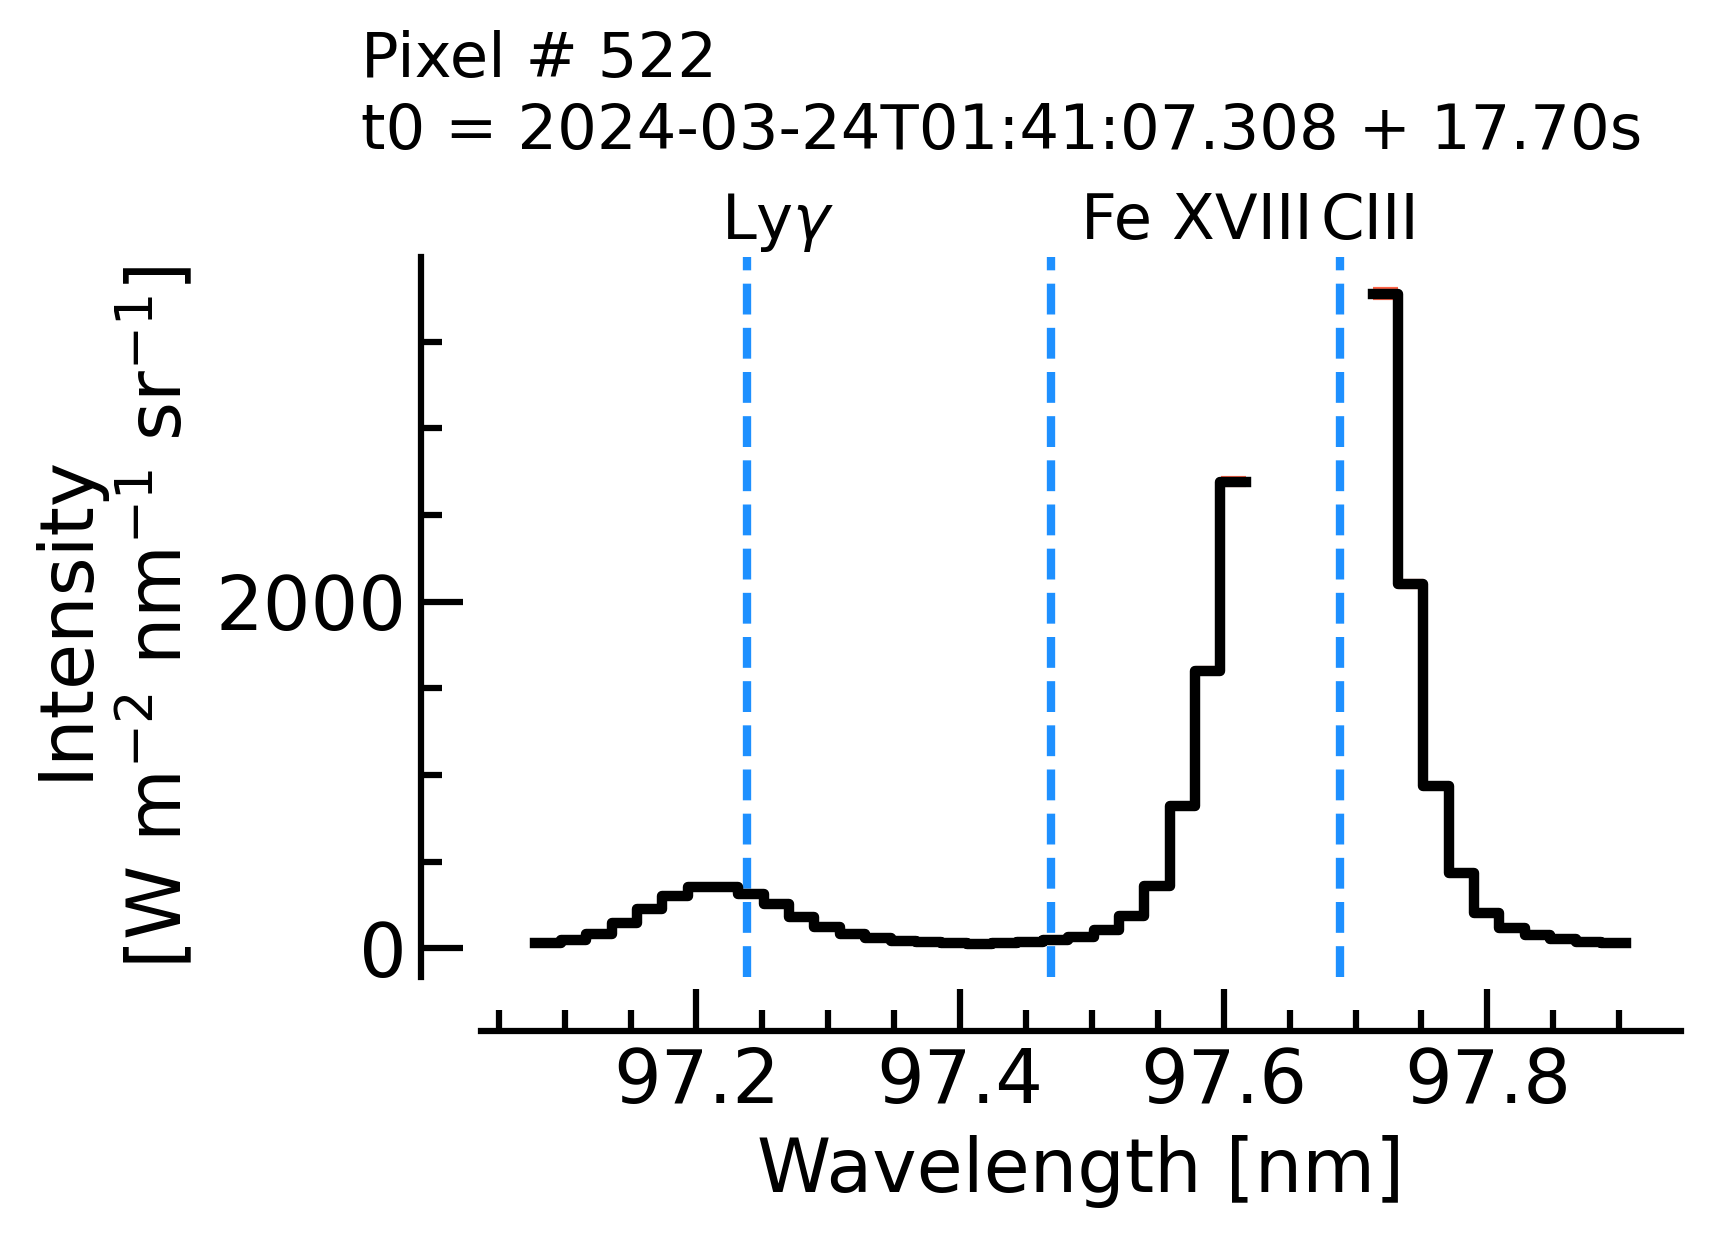 Pixel # 522
t0 = 2024-03-24T01:41:07.308 + 17.70s
Lyγ Fe XVIII CIII
Intensity
[W m⁻² nm⁻¹ sr⁻¹]
2000
0
97.2 97.4 97.6 97.8
Wavelength [nm]